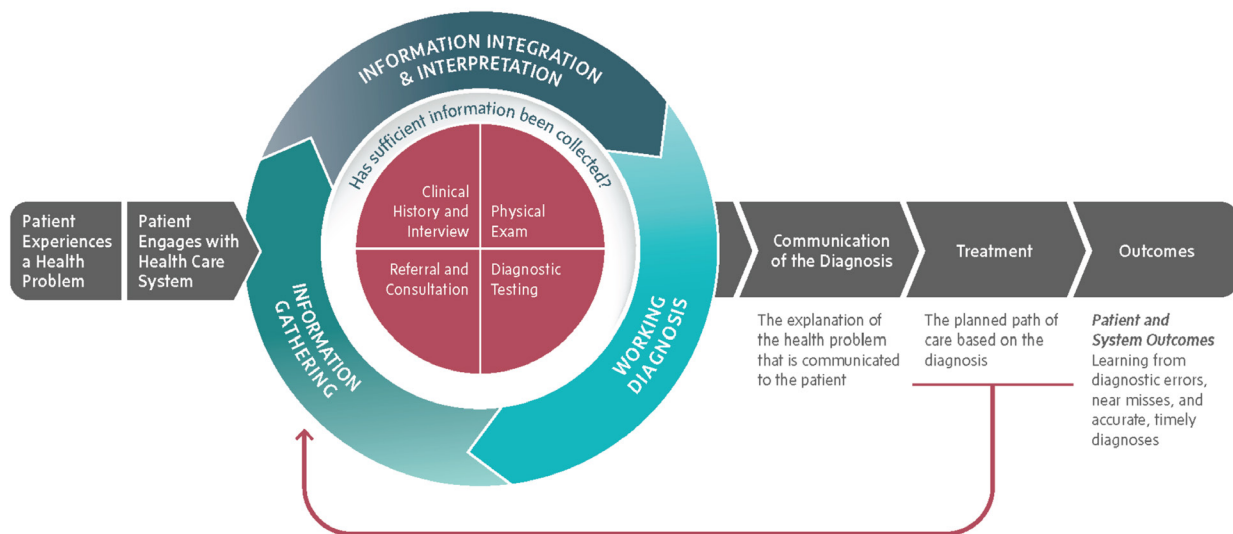 Patient
Experiences
a Health
Problem
Patient
Engages with
Health Care
System
INFORMATION INTEGRATION
& INTERPRETATION
Has sufficient information been collected?
Clinical
History and
Interview
Physical
Exam
Referral and
Consultation
Diagnostic
Testing
INFORMATION
GATHERING
WORKING
DIAGNOSIS
Communication
of the Diagnosis
The explanation of
the health problem
that is communicated
to the patient
Treatment
The planned path of
care based on the
diagnosis
Outcomes
Patient and
System Outcomes
Learning from
diagnostic errors,
near misses, and
accurate, timely
diagnoses